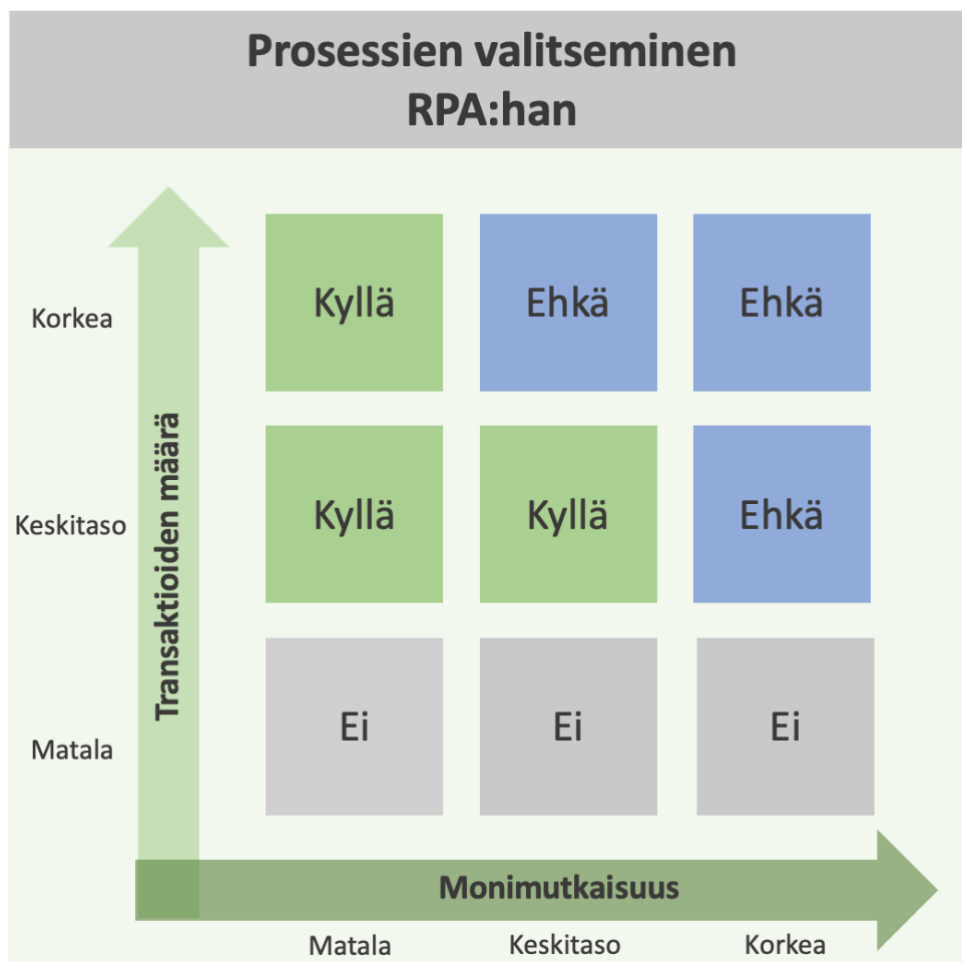 Prosessien valitseminen
RPA:han
Korkea
Kyllä
Ehkä
Ehkä
Transaktioiden määrä
Keskitaso
Kyllä
Kyllä
Ehkä
Matala
Ei
Ei
Ei
Monimutkaisuus
Matala
Keskitaso
Korkea